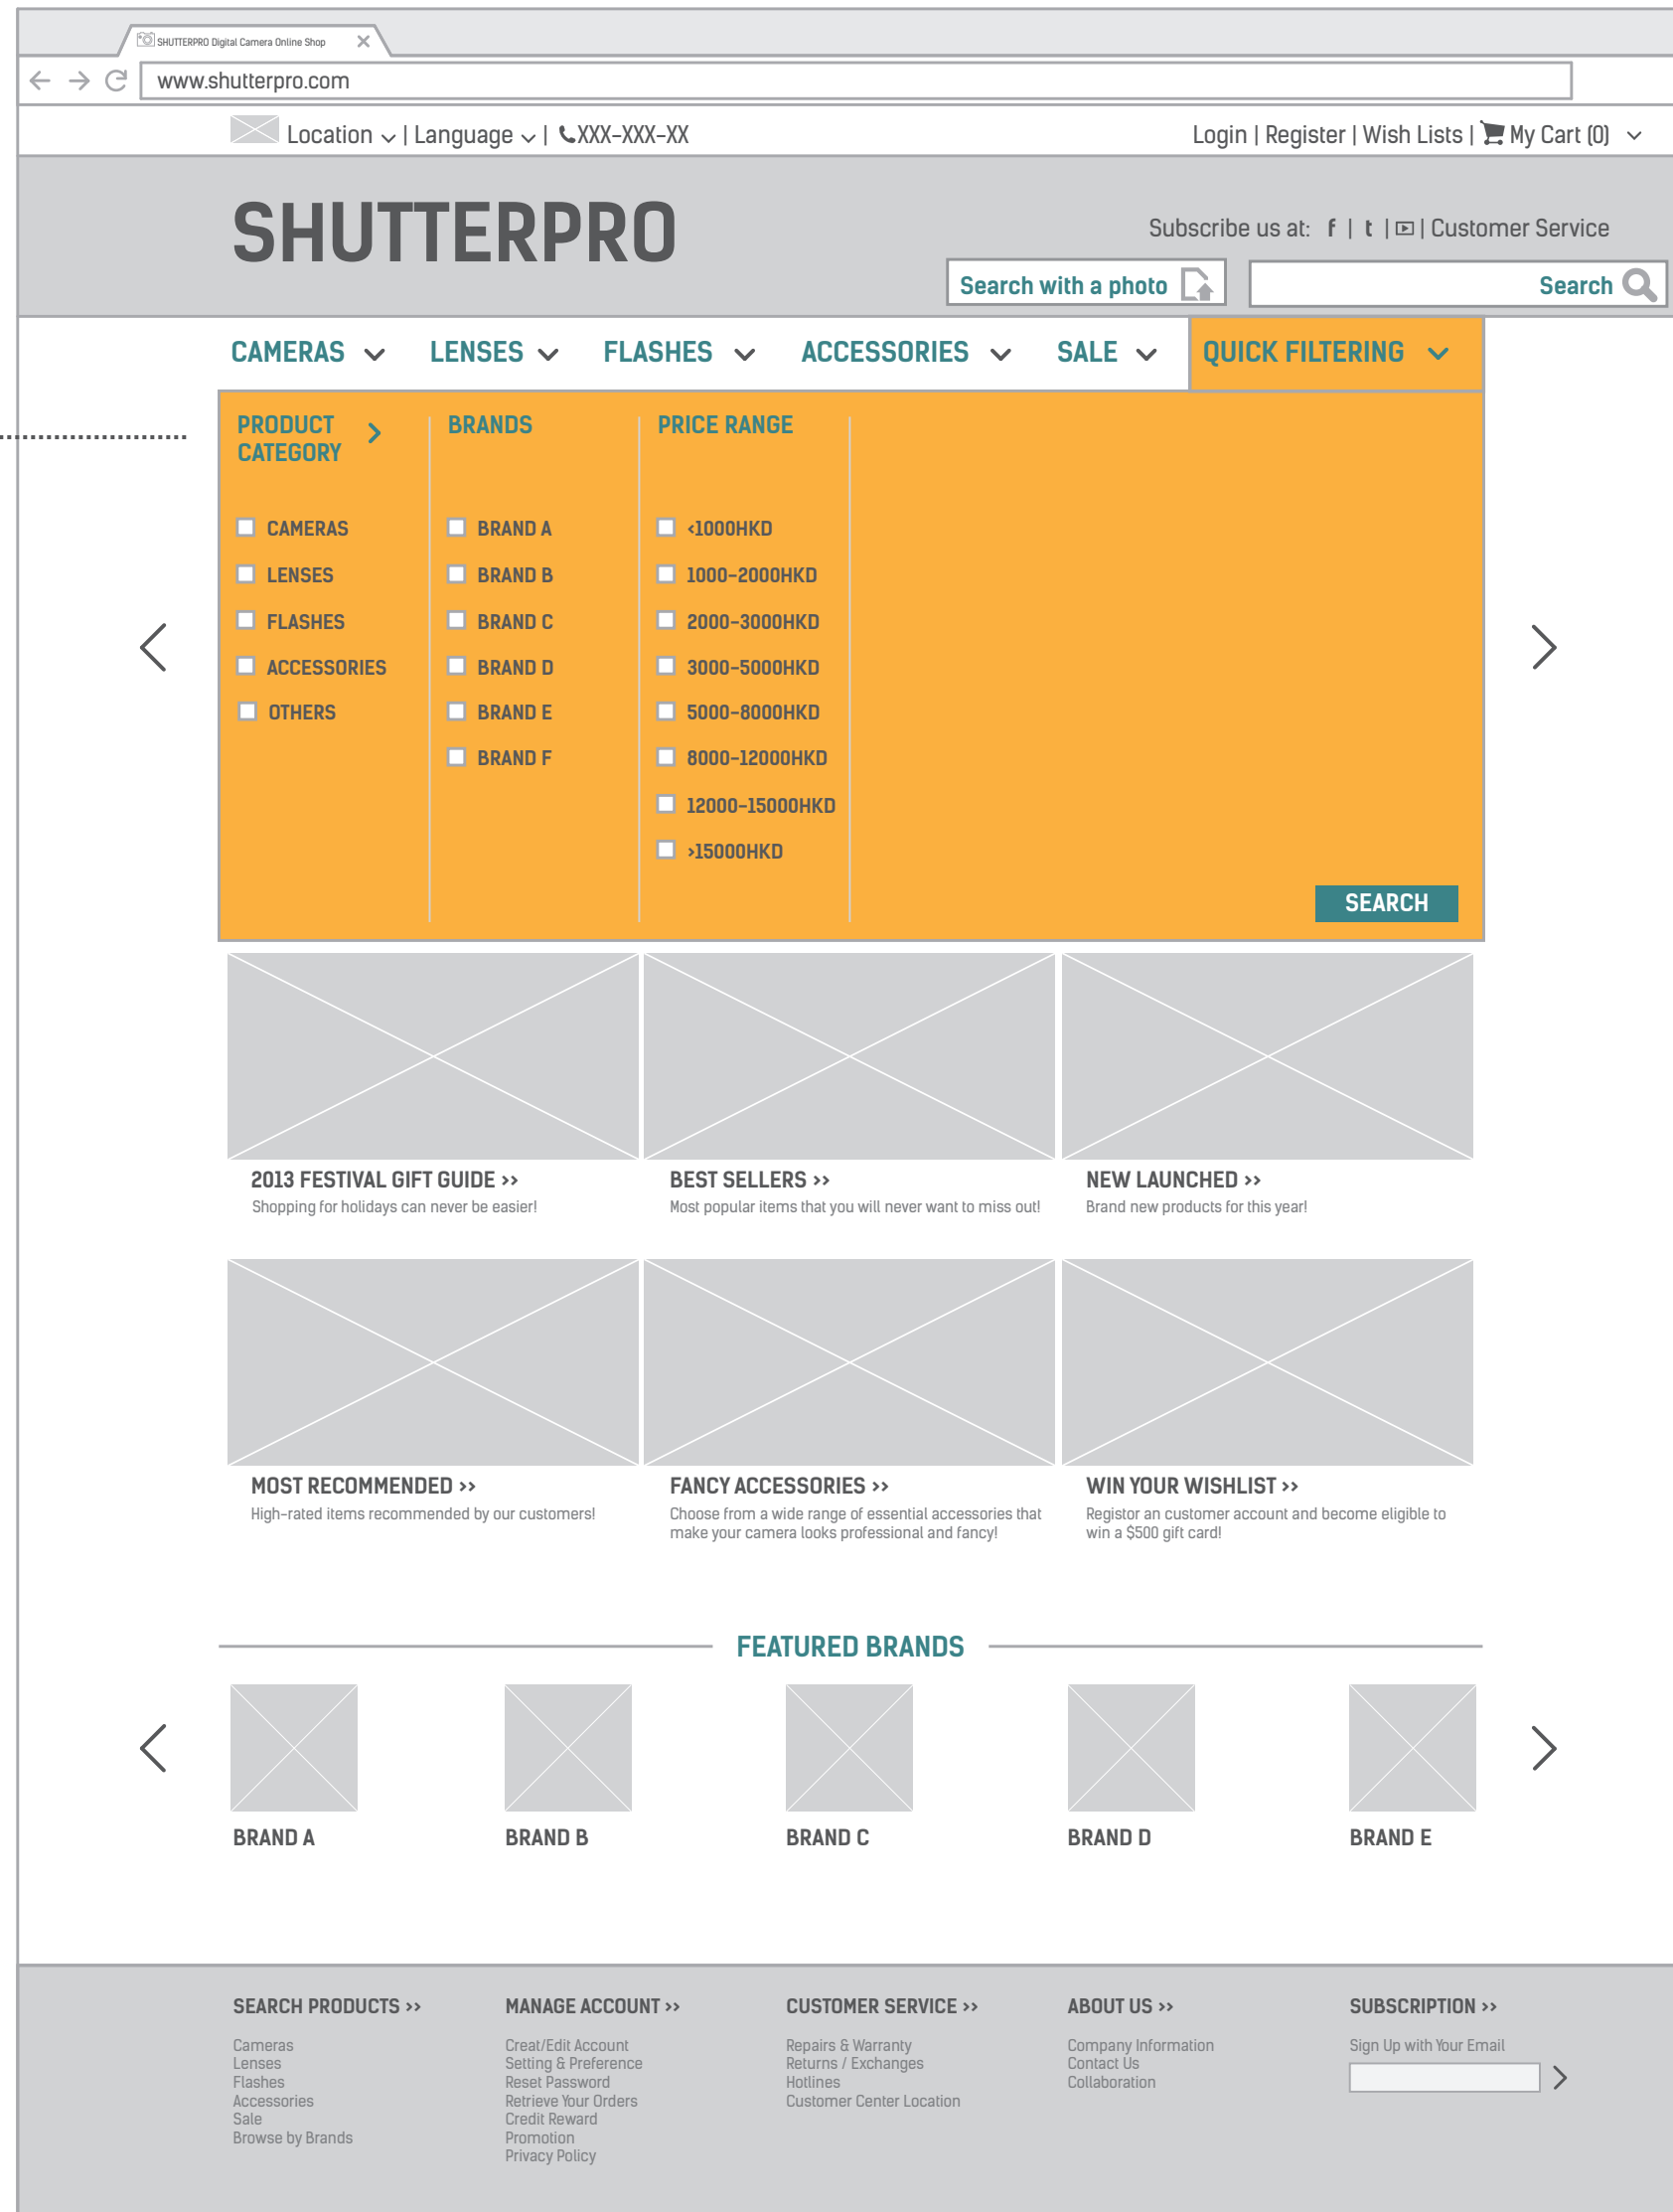 SHUTTERPRO Digital Camera Online Shop
www.shutterpro.com
Location | Language | XXX-XXX-XX
Login | Register | Wish Lists | My Cart (0)
SHUTTERPRO
Subscribe us at: f | t | | Customer Service
Search with a photo
Search
CAMERAS LENSES FLASHES ACCESSORIES SALE QUICK FILTERING
PRODUCT
CATEGORY
CAMERAS
LENSES
FLASHES
ACCESSORIES
OTHERS
BRANDS
BRAND A
BRAND B
BRAND C
BRAND D
BRAND E
BRAND F
PRICE RANGE
<1000HKD
1000-2000HKD
2000-3000HKD
3000-5000HKD
5000-8000HKD
8000-12000HKD
12000-15000HKD
>15000HKD
SEARCH
2013 FESTIVAL GIFT GUIDE >>
Shopping for holidays can never be easier!
BEST SELLERS >>
Most popular items that you will never want to miss out!
NEW LAUNCHED >>
Brand new products for this year!
MOST RECOMMENDED >>
High-rated items recommended by our customers!
FANCY ACCESSORIES >>
Choose from a wide range of essential accessories that
make your camera looks professional and fancy!
WIN YOUR WISHLIST >>
Registor an customer account and become eligible to
win a $500 gift card!
FEATURED BRANDS
BRAND A
BRAND B
BRAND C
BRAND D
BRAND E
SEARCH PRODUCTS >>
Cameras
Lenses
Flashes
Accessories
Sale
Browse by Brands
MANAGE ACCOUNT >>
Creat/Edit Account
Setting & Preference
Reset Password
Retrieve Your Orders
Credit Reward
Promotion
Privacy Policy
CUSTOMER SERVICE >>
Repairs & Warranty
Returns / Exchanges
Hotlines
Customer Center Location
ABOUT US >>
Company Information
Contact Us
Collaboration
SUBSCRIPTION >>
Sign Up with Your Email